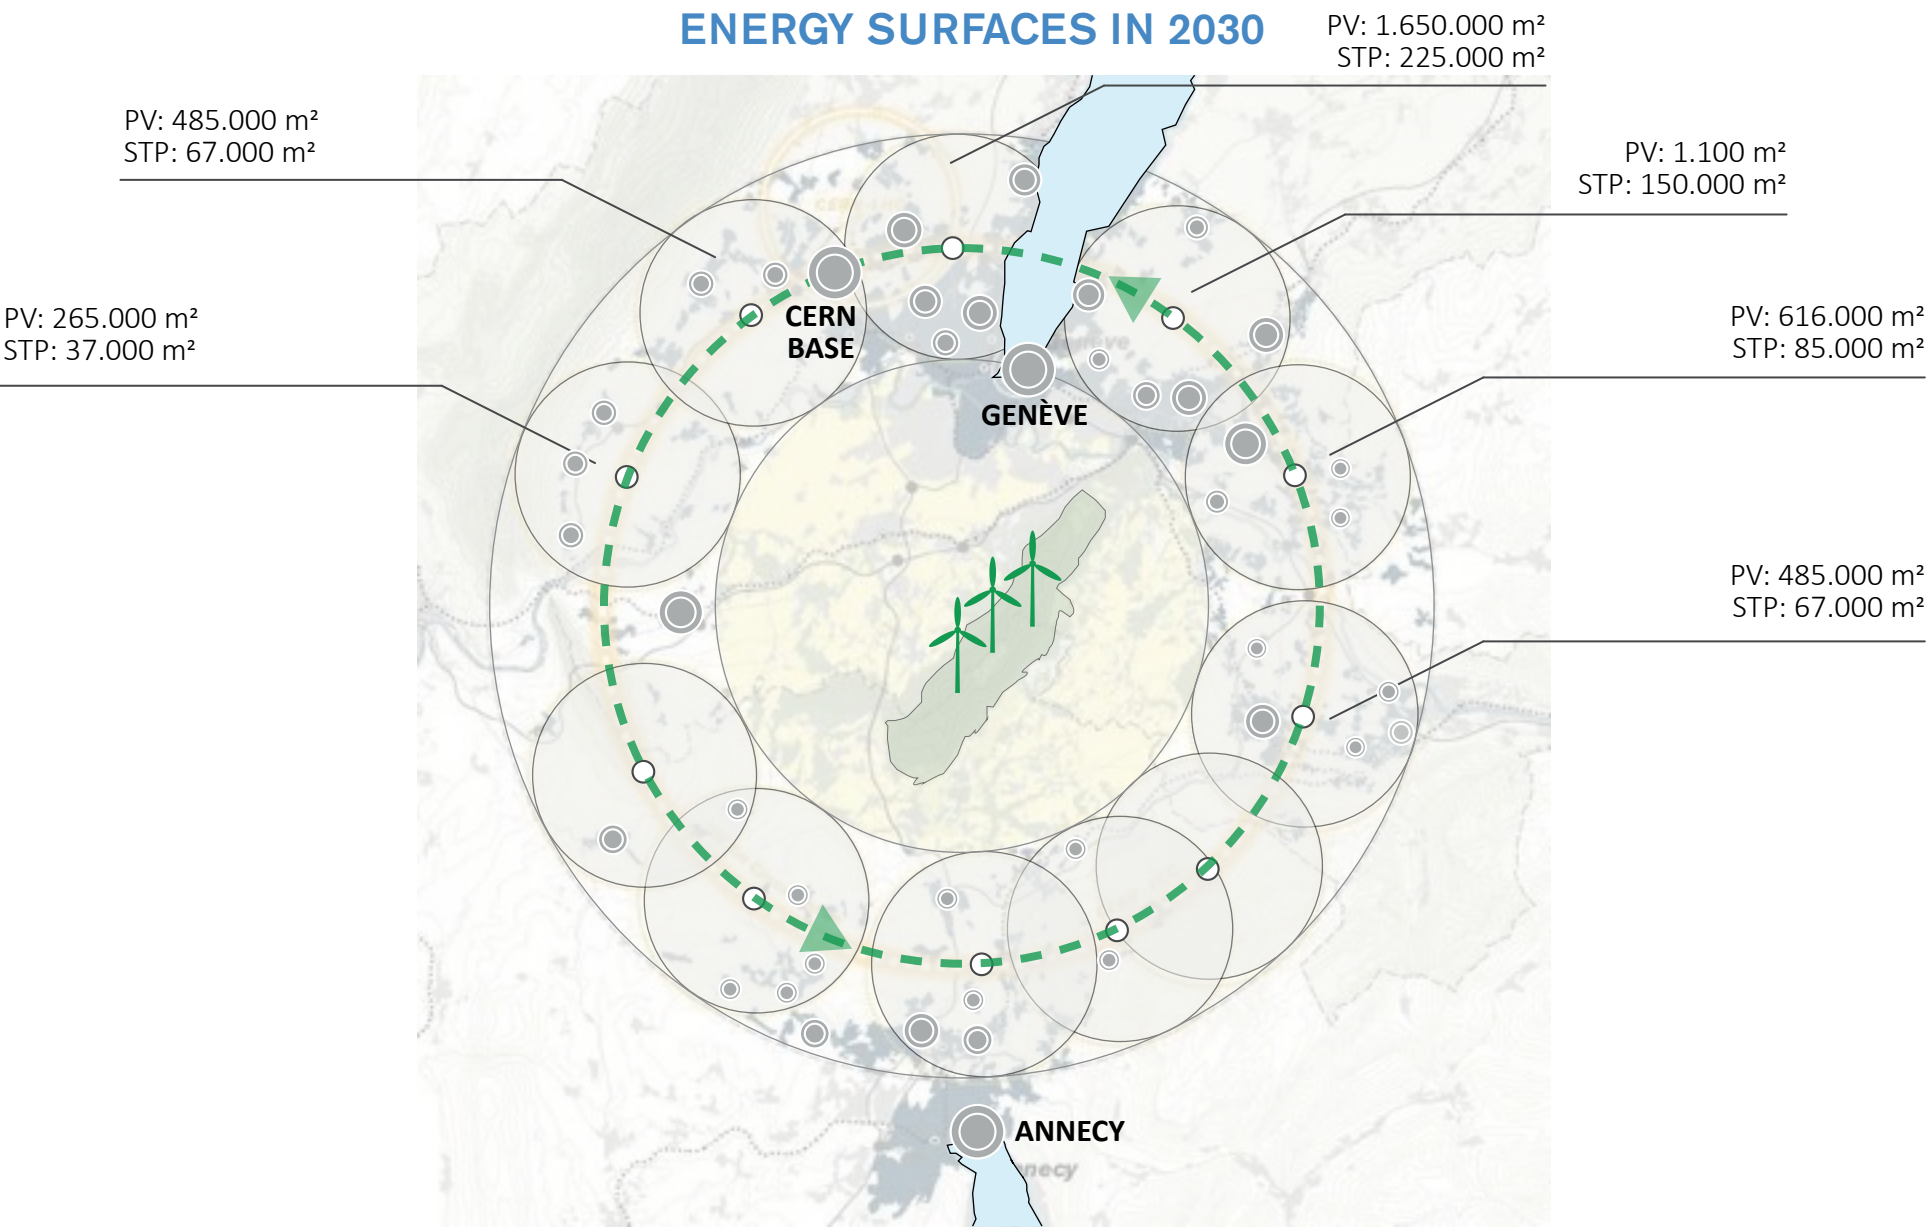 ENERGY SURFACES IN 2030
PV: 1.650.000 m²
STP: 225.000 m²
PV: 485.000 m²
STP: 67.000 m²
PV: 1.100 m²
STP: 150.000 m²
PV: 265.000 m²
STP: 37.000 m²
PV: 616.000 m²
STP: 85.000 m²
CERN
BASE
GENÈVE
PV: 485.000 m²
STP: 67.000 m²
ANNECY